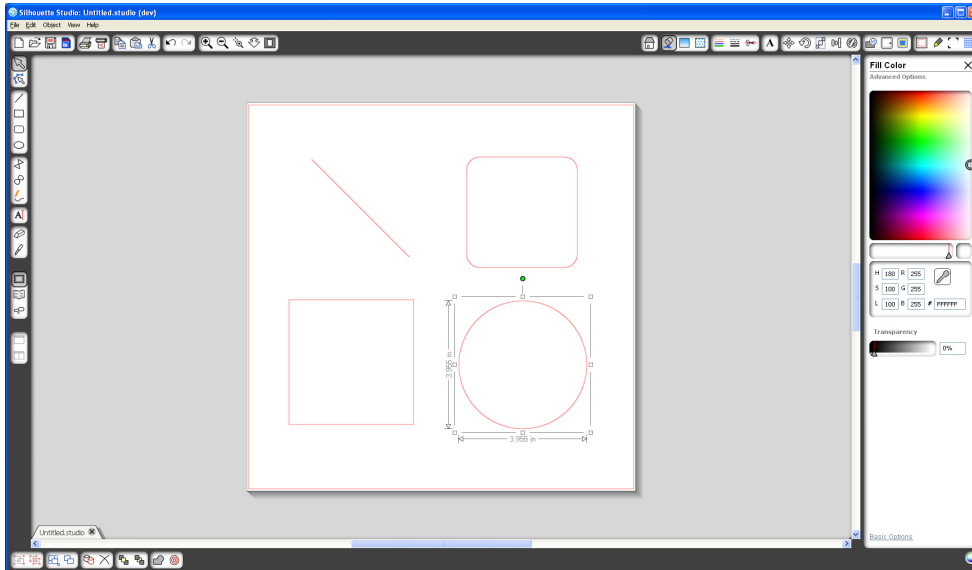 Silhouette Studio: Untitled.studio (dev)
File Edit Object View Help
A
Fill Color
Advanced Options
A
H 180 R 255
S 100 G 255
L 100 B 255 # FFFFFF
Transparency
0%
3.955 in
3.955 in
Untitled.studio
Basic Options